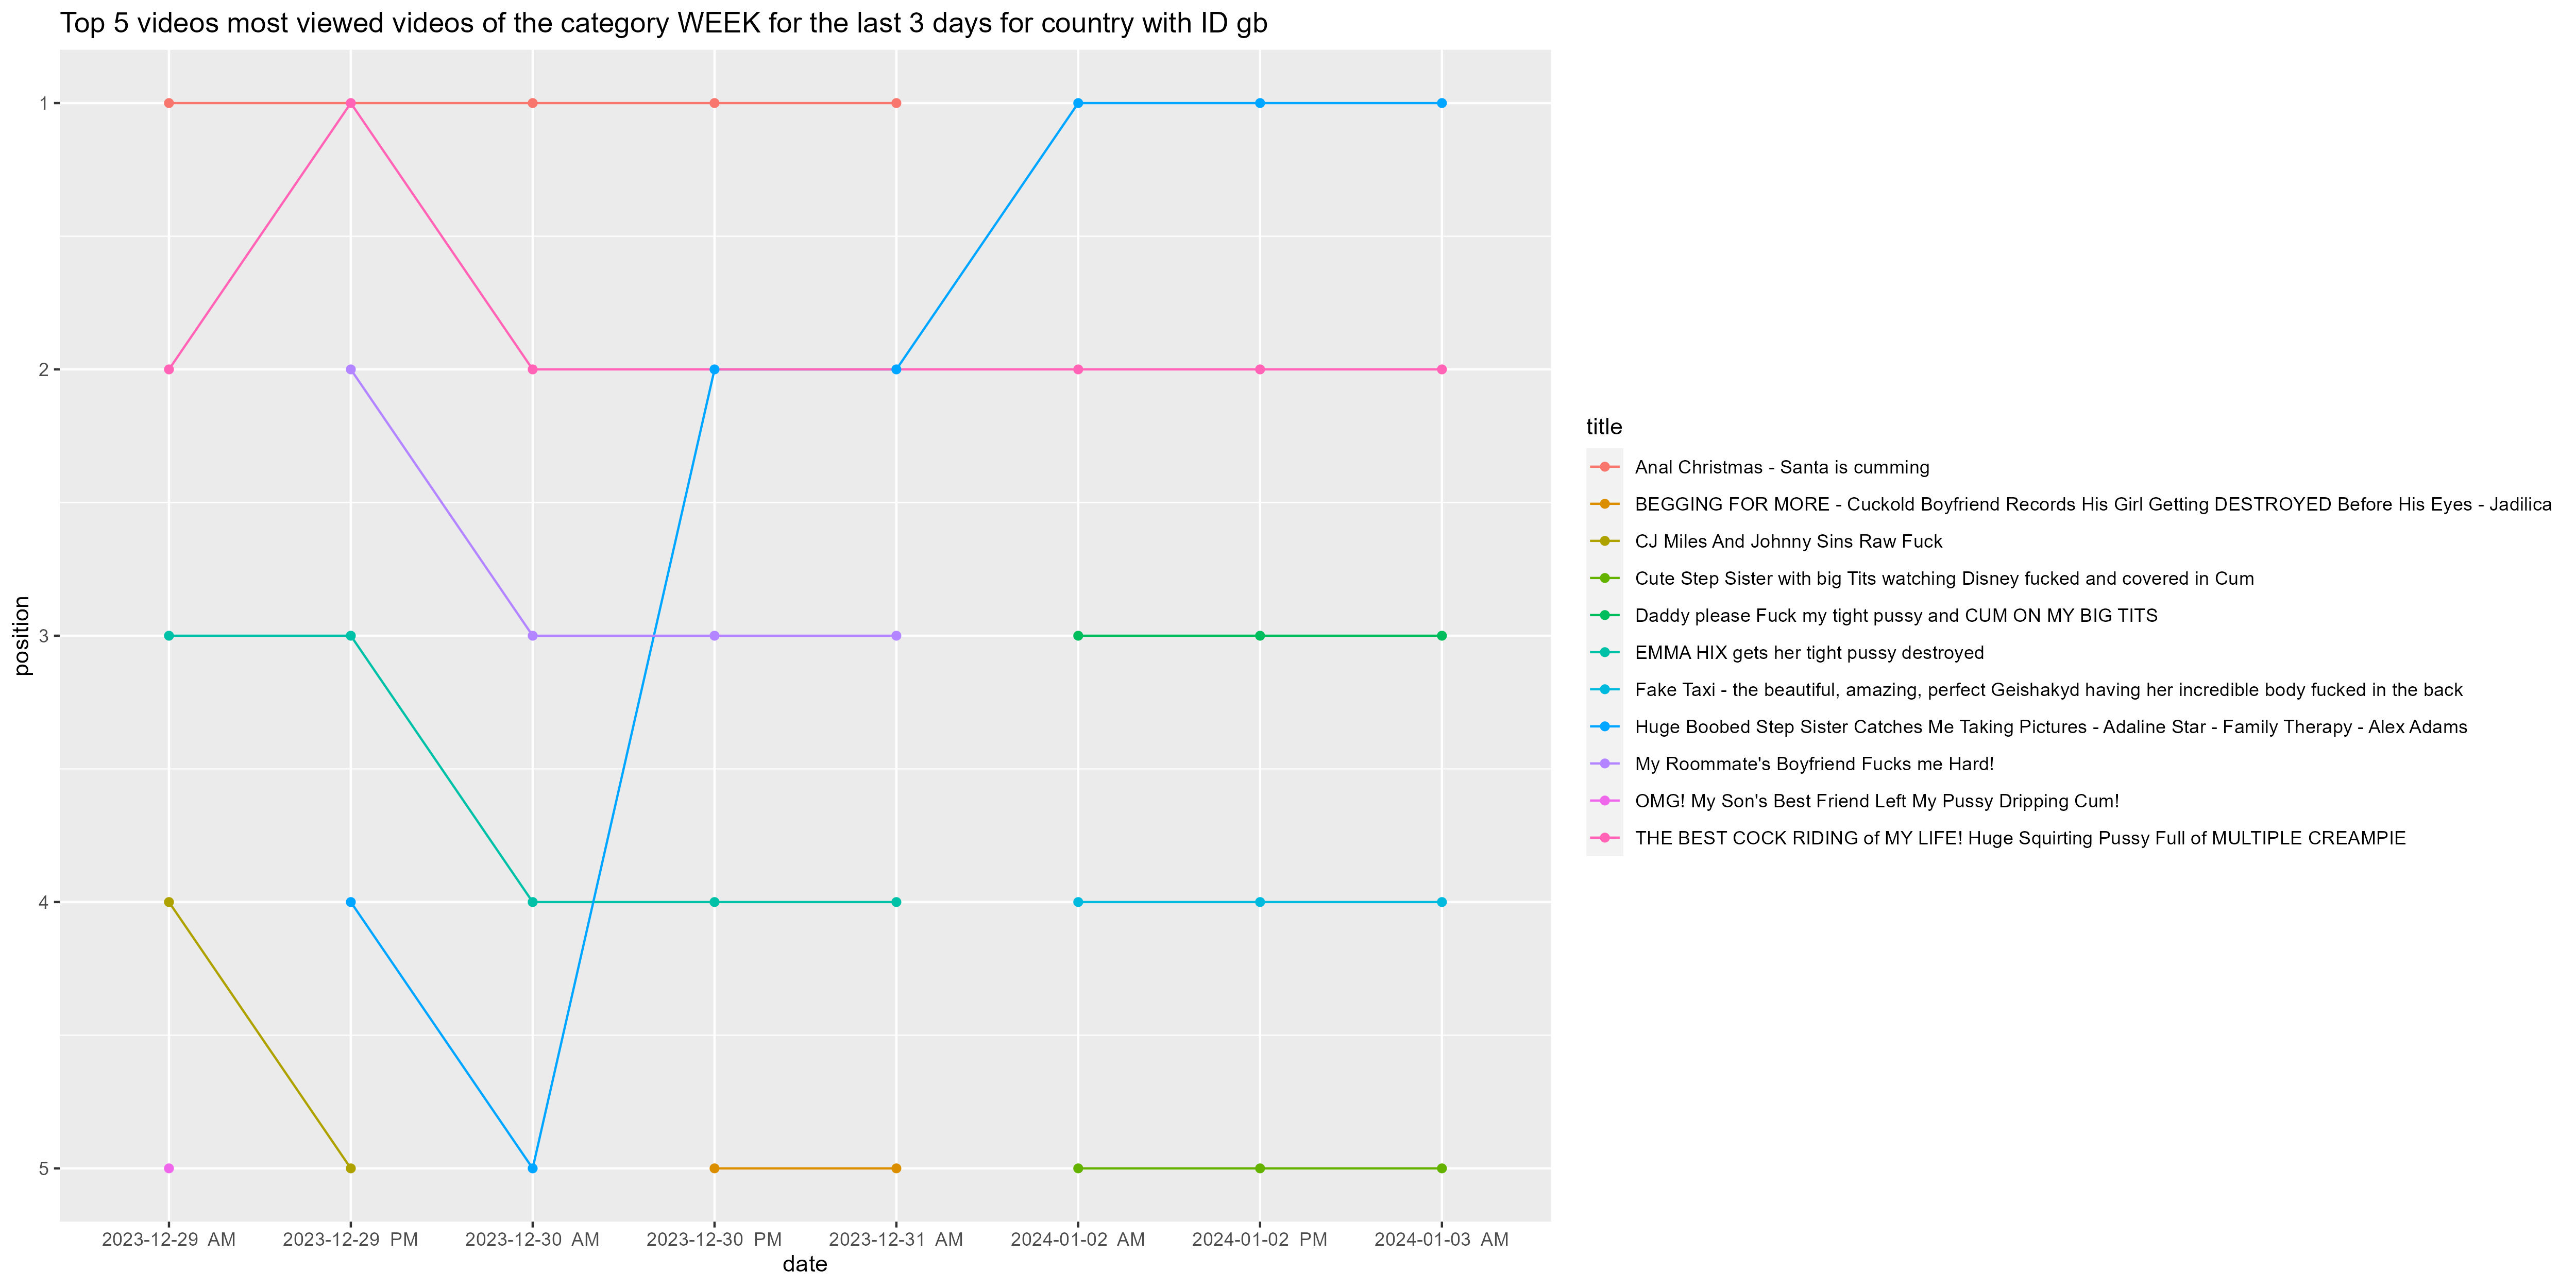 Top 5 videos most viewed videos of the category WEEK for the last 3 days for country with ID gb
position
1
2
3
4
5
2023-12-29 AM
2023-12-29 PM
2023-12-30 AM
2023-12-30 PM
2023-12-31 AM
2024-01-02 AM
2024-01-02 PM
2024-01-03 AM
date
title
Anal Christmas - Santa is cumming
BEGGING FOR MORE - Cuckold Boyfriend Records His Girl Getting DESTROYED Before His Eyes - Jadilica
CJ Miles And Johnny Sins Raw Fuck
Cute Step Sister with big Tits watching Disney fucked and covered in Cum
Daddy please Fuck my tight pussy and CUM ON MY BIG TITS
EMMA HIX gets her tight pussy destroyed
Fake Taxi - the beautiful, amazing, perfect Geishakyd having her incredible body fucked in the back
Huge Boobed Step Sister Catches Me Taking Pictures - Adaline Star - Family Therapy - Alex Adams
My Roommate's Boyfriend Fucks me Hard!
OMG! My Son's Best Friend Left My Pussy Dripping Cum!
THE BEST COCK RIDING of MY LIFE! Huge Squirting Pussy Full of MULTIPLE CREAMPIE